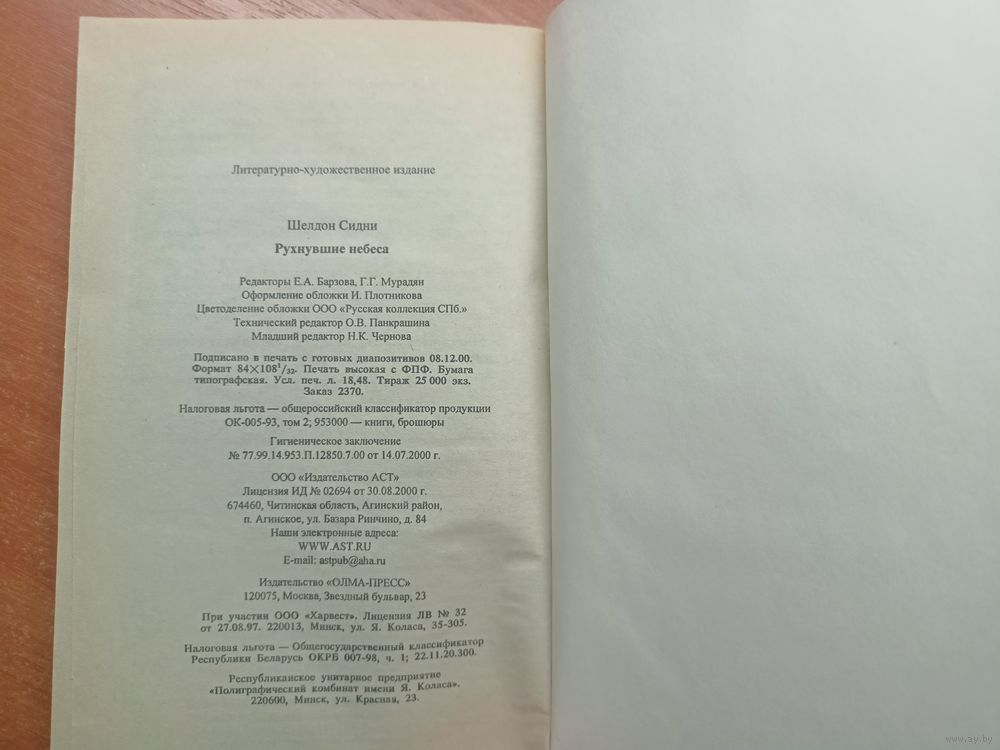 Литературно-художественное издание
Шелдон Сидни
Рухнувшие небеса
Редакторы Е.А. Барзова, Г.Г. Мурадян
Оформление обложки И. Плотникова
Цветоделение обложки ООО «Русская коллекция СПб.»
Технический редактор О.В. Панкрашина
Младший редактор Н.К. Чернова
Подписано в печать с готовых диапозитивов 08.12.00.
Формат 84×108¹/₃₂. Печать высокая с ФПФ. Бумага
типографская. Усл. печ. л. 18,48. Тираж 25 000 экз.
Заказ 2370.
Налоговая льгота — общероссийский классификатор продукции
ОК-005-93, том 2; 953000 — книги, брошюры
Гигиеническое заключение
№ 77.99.14.953.П.12850.7.00 от 14.07.2000 г.
ООО «Издательство АСТ»
Лицензия ИД № 02694 от 30.08.2000 г.
674460, Читинская область, Агинский район,
п. Агинское, ул. Базара Ринчино, д. 84
Наши электронные адреса:
WWW.AST.RU
E-mail: astpub@aha.ru
Издательство «ОЛМА-ПРЕСС»
120075, Москва, Звездный бульвар, 23
При участии ООО «Харвест». Лицензия ЛВ № 32
от 27.08.97. 220013, Минск, ул. Я. Коласа, 35-305.
Налоговая льгота — Общегосударственный классификатор
Республики Беларусь ОКРБ 007-98, ч. 1; 22.11.20.300.
Республиканское унитарное предприятие
«Полиграфический комбинат имени Я. Коласа».
220600, Минск, ул. Красная, 23.
www.ay.by